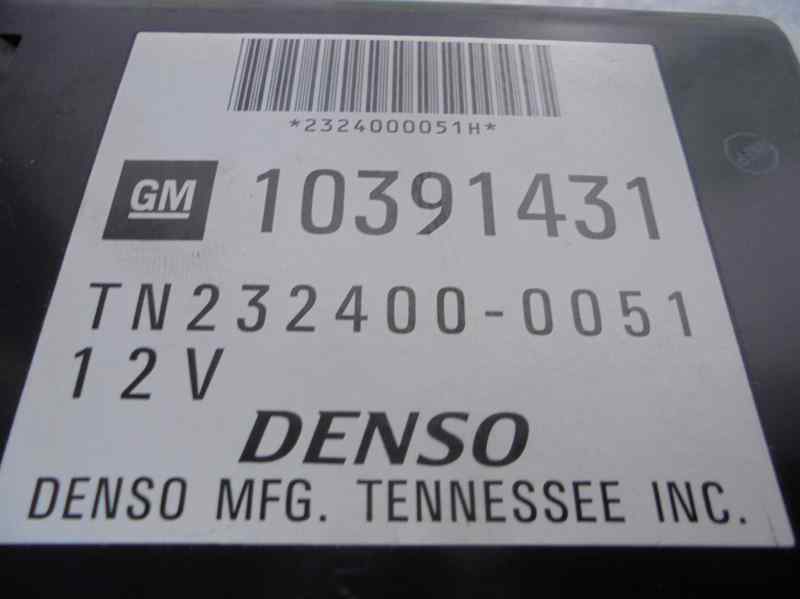 *2324000051H*
GM 10391431
TN232400-0051
12V
DENSO
DENSO MFG. TENNESSEE INC.